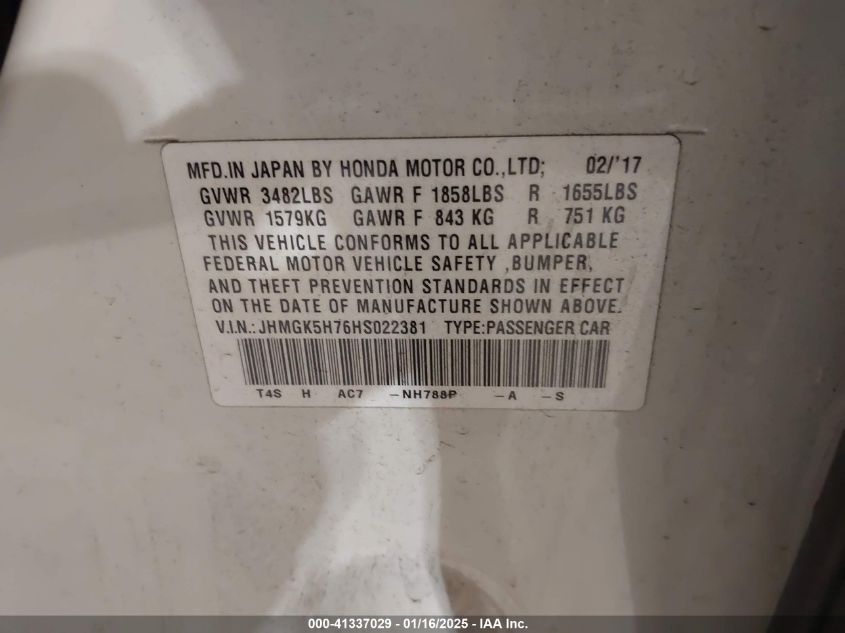 MFD.IN JAPAN BY HONDA MOTOR CO.,LTD; 02/'17
GVWR 3482LBS GAWR F 1858LBS R 1655LBS
GVWR 1579KG GAWR F 843 KG R 751 KG
THIS VEHICLE CONFORMS TO ALL APPLICABLE
FEDERAL MOTOR VEHICLE SAFETY ,BUMPER,
AND THEFT PREVENTION STANDARDS IN EFFECT
ON THE DATE OF MANUFACTURE SHOWN ABOVE.
V.I.N.: JHMGK5H76HS022381 TYPE:PASSENGER CAR
T4S H AC7 -NH788P -A -S
000-41337029 - 01/16/2025 - IAA Inc.